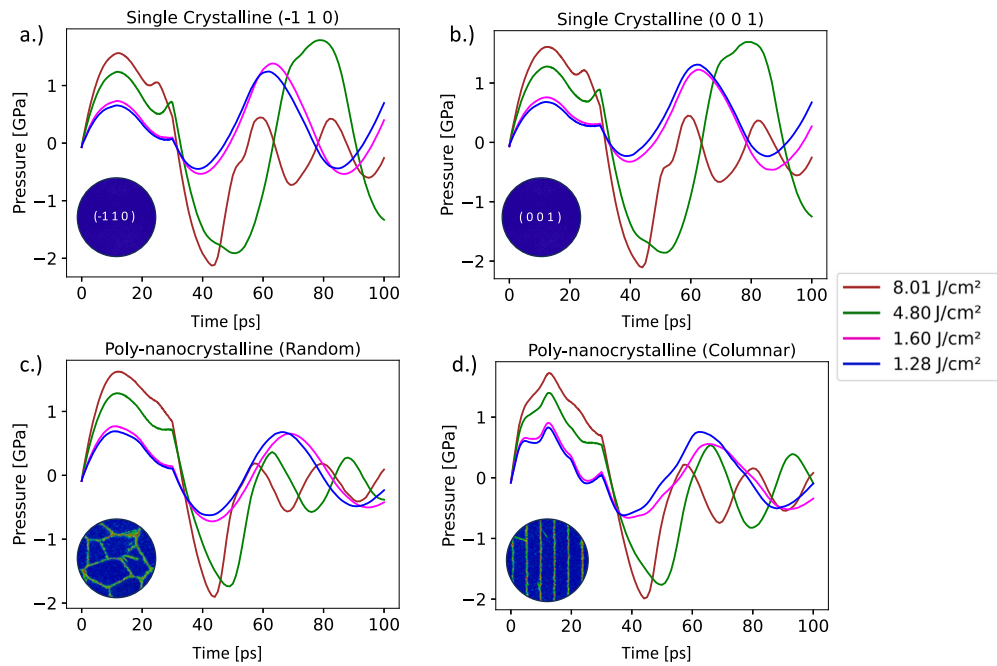 a.)
Single Crystalline (-1 1 0)
Pressure [GPa]
1
0
−1
−2
(-1 1 0 )
0 20 40 60 80 100
Time [ps]
b.)
Single Crystalline (0 0 1)
Pressure [GPa]
1
0
−1
−2
( 0 0 1 )
0 20 40 60 80 100
Time [ps]
8.01 J/cm²
4.80 J/cm²
1.60 J/cm²
1.28 J/cm²
c.)
Poly-nanocrystalline (Random)
Pressure [GPa]
1
0
−1
−2
0 20 40 60 80 100
Time [ps]
d.)
Poly-nanocrystalline (Columnar)
Pressure [GPa]
1
0
−1
−2
0 20 40 60 80 100
Time [ps]